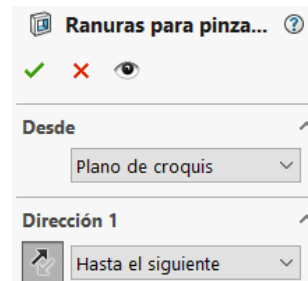 Ranuras para pinza...
Desde
Plano de croquis
Dirección 1
Hasta el siguiente